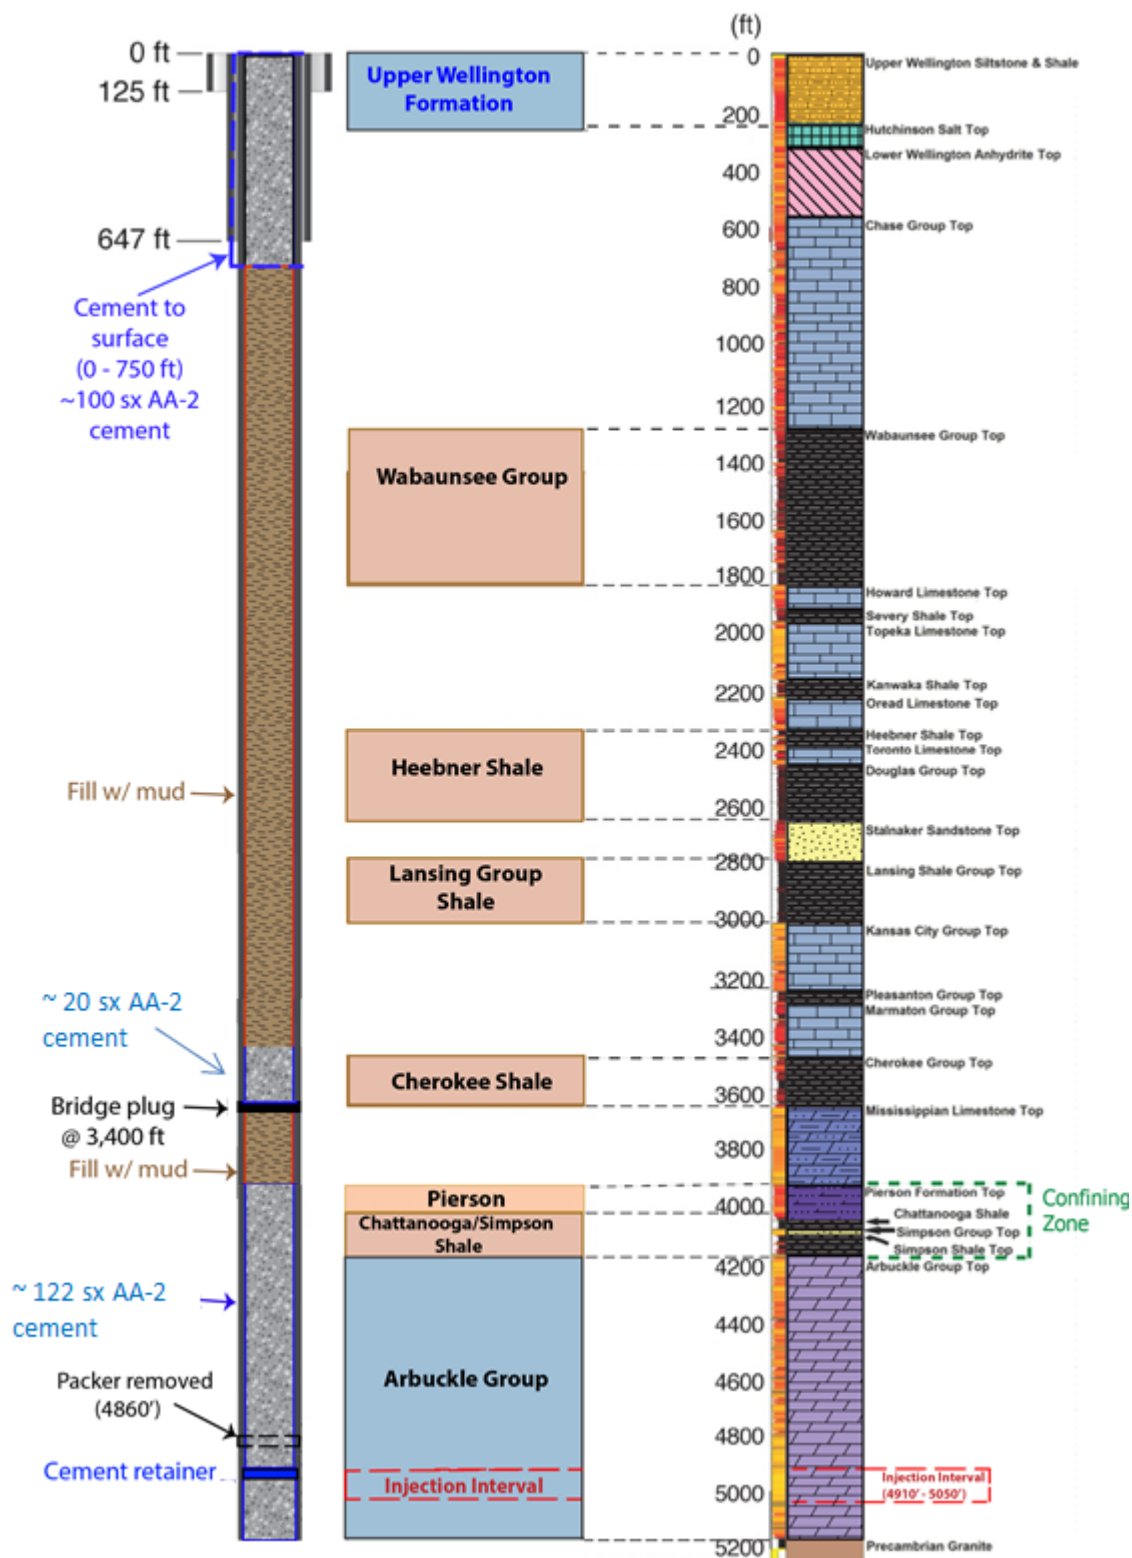 (ft)
0 ft
125 ft
647 ft
Cement to
surface
(0 - 750 ft)
~100 sx AA-2
cement
Fill w/ mud
~ 20 sx AA-2
cement
Bridge plug
@ 3,400 ft
Fill w/ mud
~ 122 sx AA-2
cement
Packer removed
(4860')
Cement retainer
Upper Wellington
Formation
Wabaunsee Group
Heebner Shale
Lansing Group
Shale
Cherokee Shale
Pierson
Chattanooga/Simpson
Shale
Arbuckle Group
Injection Interval
0
200
400
600
800
1000
1200
1400
1600
1800
2000
2200
2400
2600
2800
3000
3200
3400
3600
3800
4000
4200
4400
4600
4800
5000
5200
Upper Wellington Siltstone & Shale
Hutchinson Salt Top
Lower Wellington Anhydrite Top
Chase Group Top
Wabaunsee Group Top
Howard Limestone Top
Severy Shale Top
Topeka Limestone Top
Kanwaka Shale Top
Oread Limestone Top
Heebner Shale Top
Toronto Limestone Top
Douglas Group Top
Stalnaker Sandstone Top
Lansing Shale Group Top
Kansas City Group Top
Pleasanton Group Top
Marmaton Group Top
Cherokee Group Top
Mississippian Limestone Top
Pierson Formation Top
Chattanooga Shale
Simpson Group Top
Simpson Shale Top
Arbuckle Group Top
Confining
Zone
Injection Interval
(4910' - 5050')
Precambrian Granite